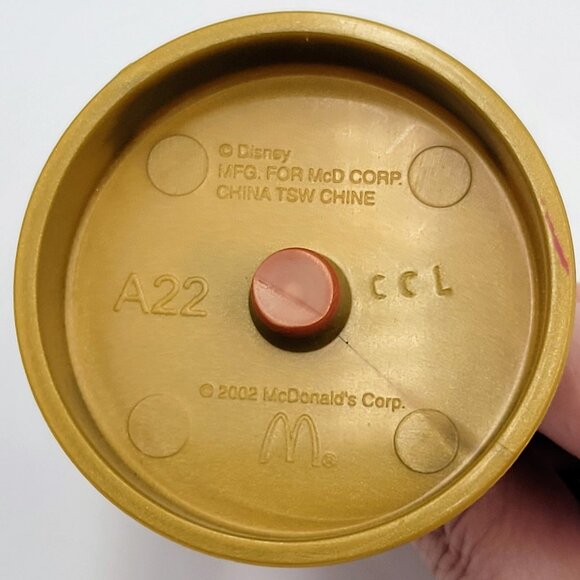 © Disney
MFG. FOR McD CORP.
CHINA TSW CHINE
A22
CCL
© 2002 McDonald's Corp.
M®